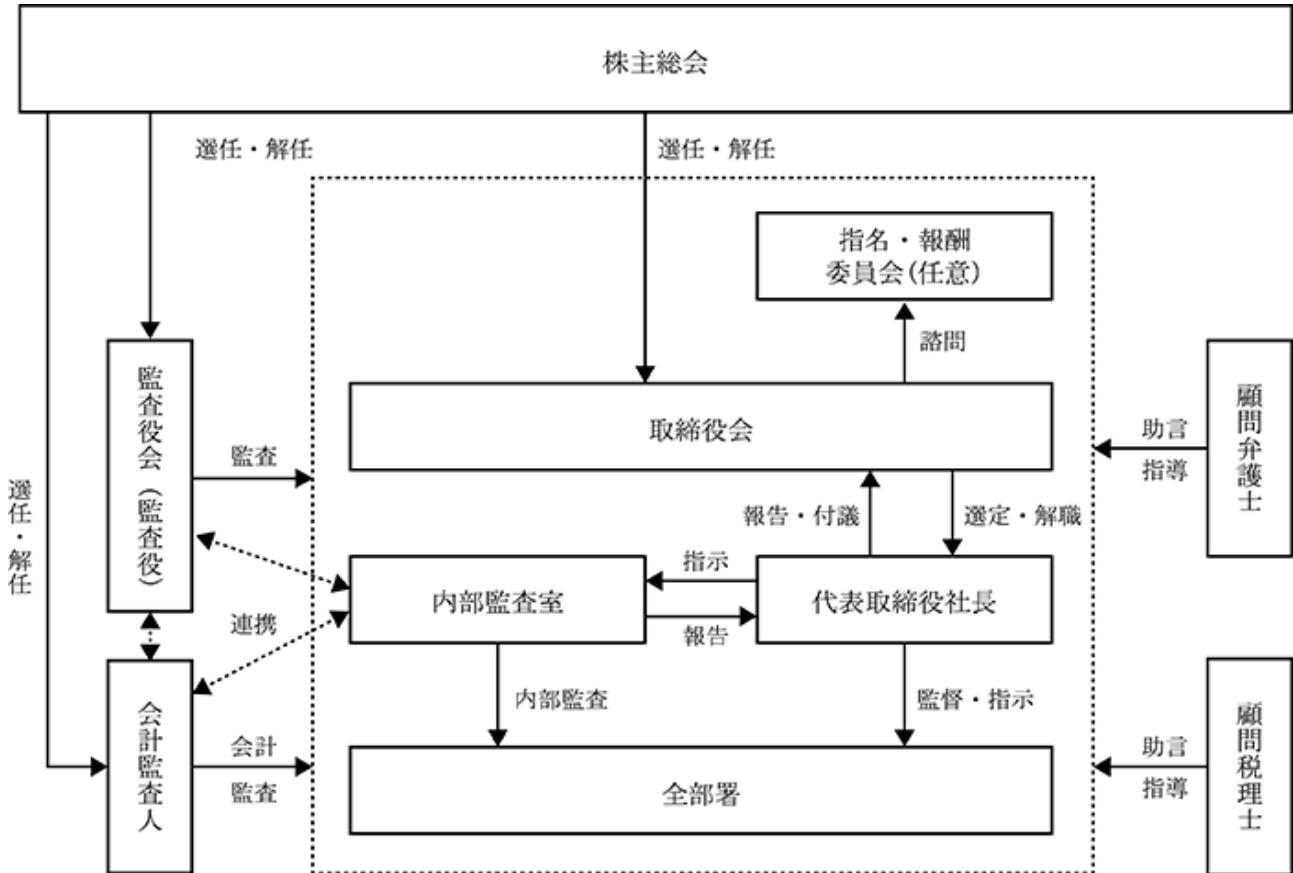 株主総会
選任・解任
選任・解任
指名・報酬
委員会(任意)
諮問
取締役会
監査役会(監査役)
監査
顧問弁護士
助言
指導
選任・解任
報告・付議
選定・解職
指示
内部監査室
代表取締役社長
報告
連携
内部監査
監督・指示
会計監査人
会計
監査
全部署
顧問税理士
助言
指導